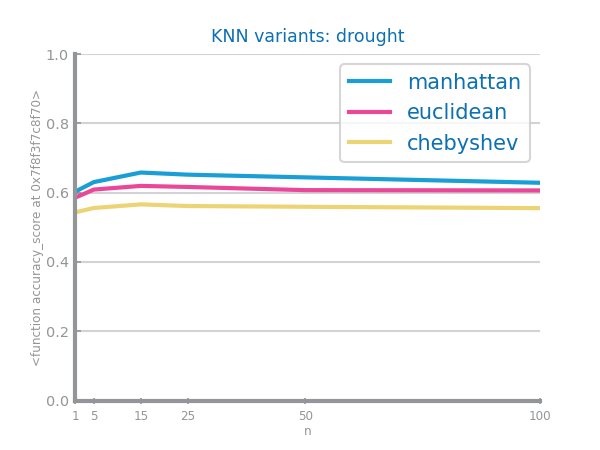 KNN variants: drought
<function accuracy_score at 0x7f8f3f7c8f70>
1.0
0.8
0.6
0.4
0.2
0.0
manhattan
euclidean
chebyshev
1 5 15 25 50 100
n